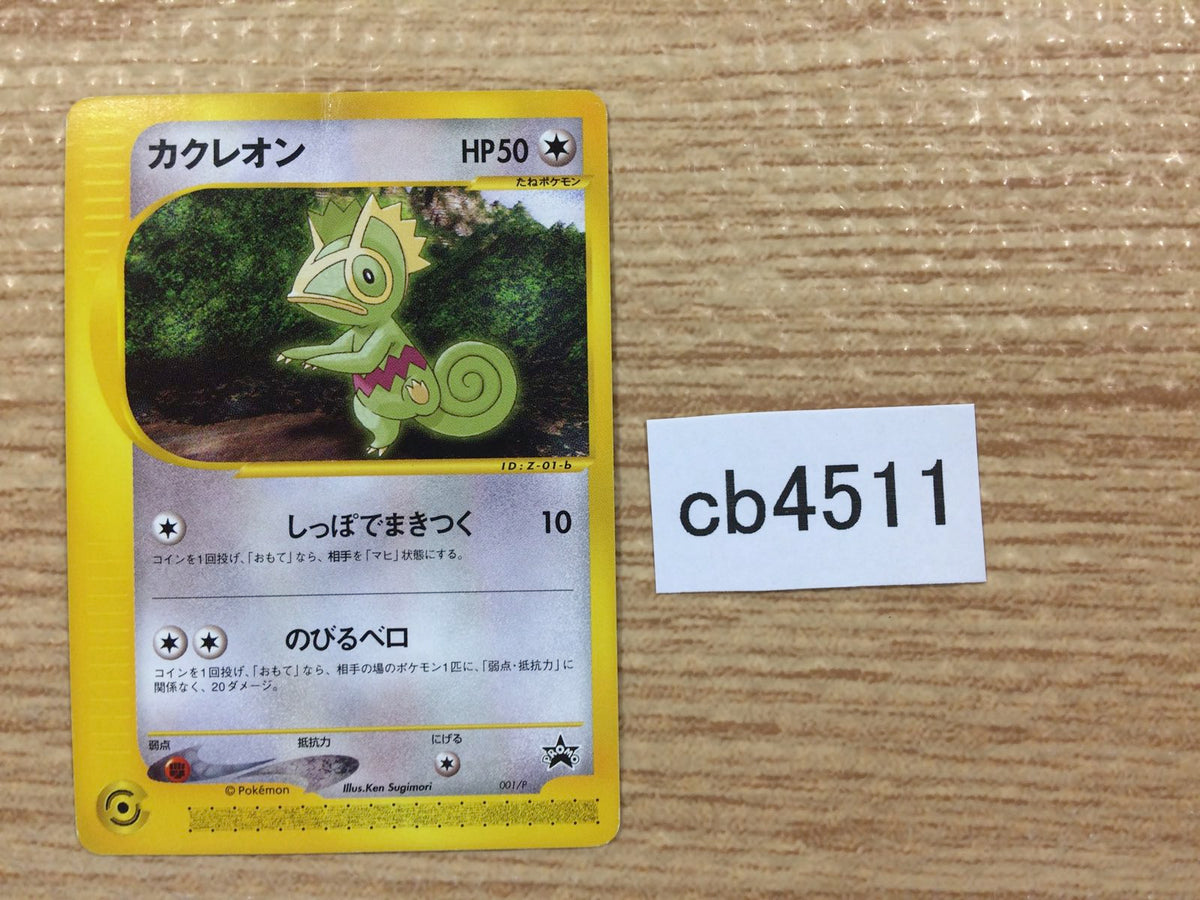 カクレオン HP50
たねポケモン
ID:Z-01-b
しっぽでまきつく 10
コインを1回投げ、「おもて」なら、相手を「マヒ」状態にする。
のびるベロ
コインを1回投げ、「おもて」なら、相手の場のポケモン1匹に、「弱点・抵抗力」に
関係なく、20ダメージ。
弱点 抵抗力 にげる
PROMO
© Pokémon Illus.Ken Sugimori 001/P
cb4511